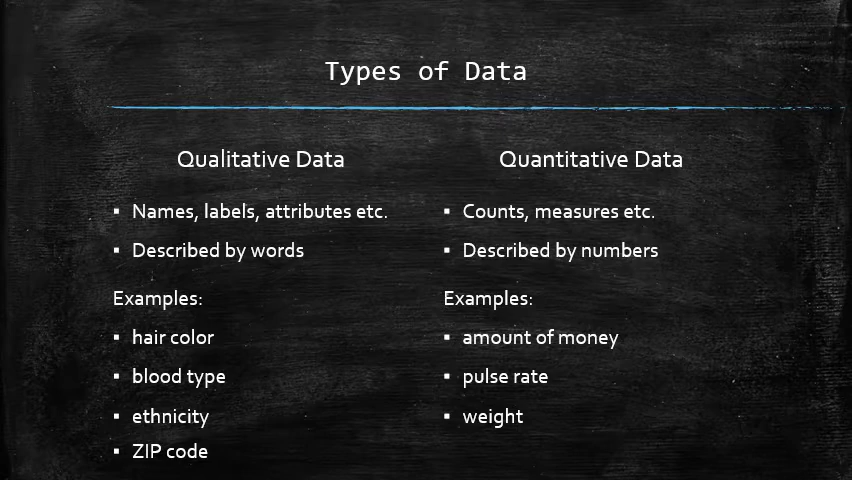 Types of Data
Qualitative Data
▪ Names, labels, attributes etc.
▪ Described by words
Examples:
▪ hair color
▪ blood type
▪ ethnicity
▪ ZIP code
Quantitative Data
▪ Counts, measures etc.
▪ Described by numbers
Examples:
▪ amount of money
▪ pulse rate
▪ weight